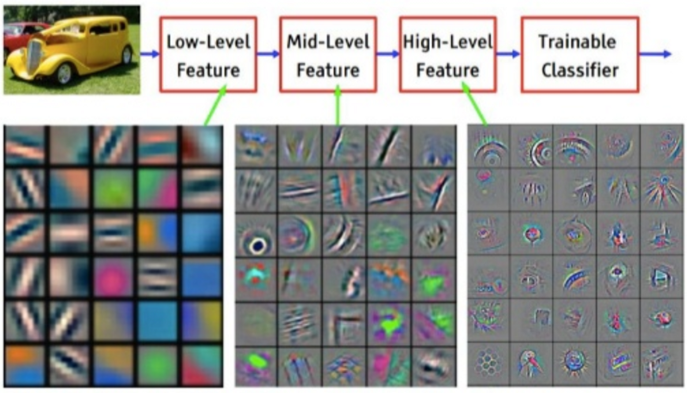 Low-Level
Feature
Mid-Level
Feature
High-Level
Feature
Trainable
Classifier